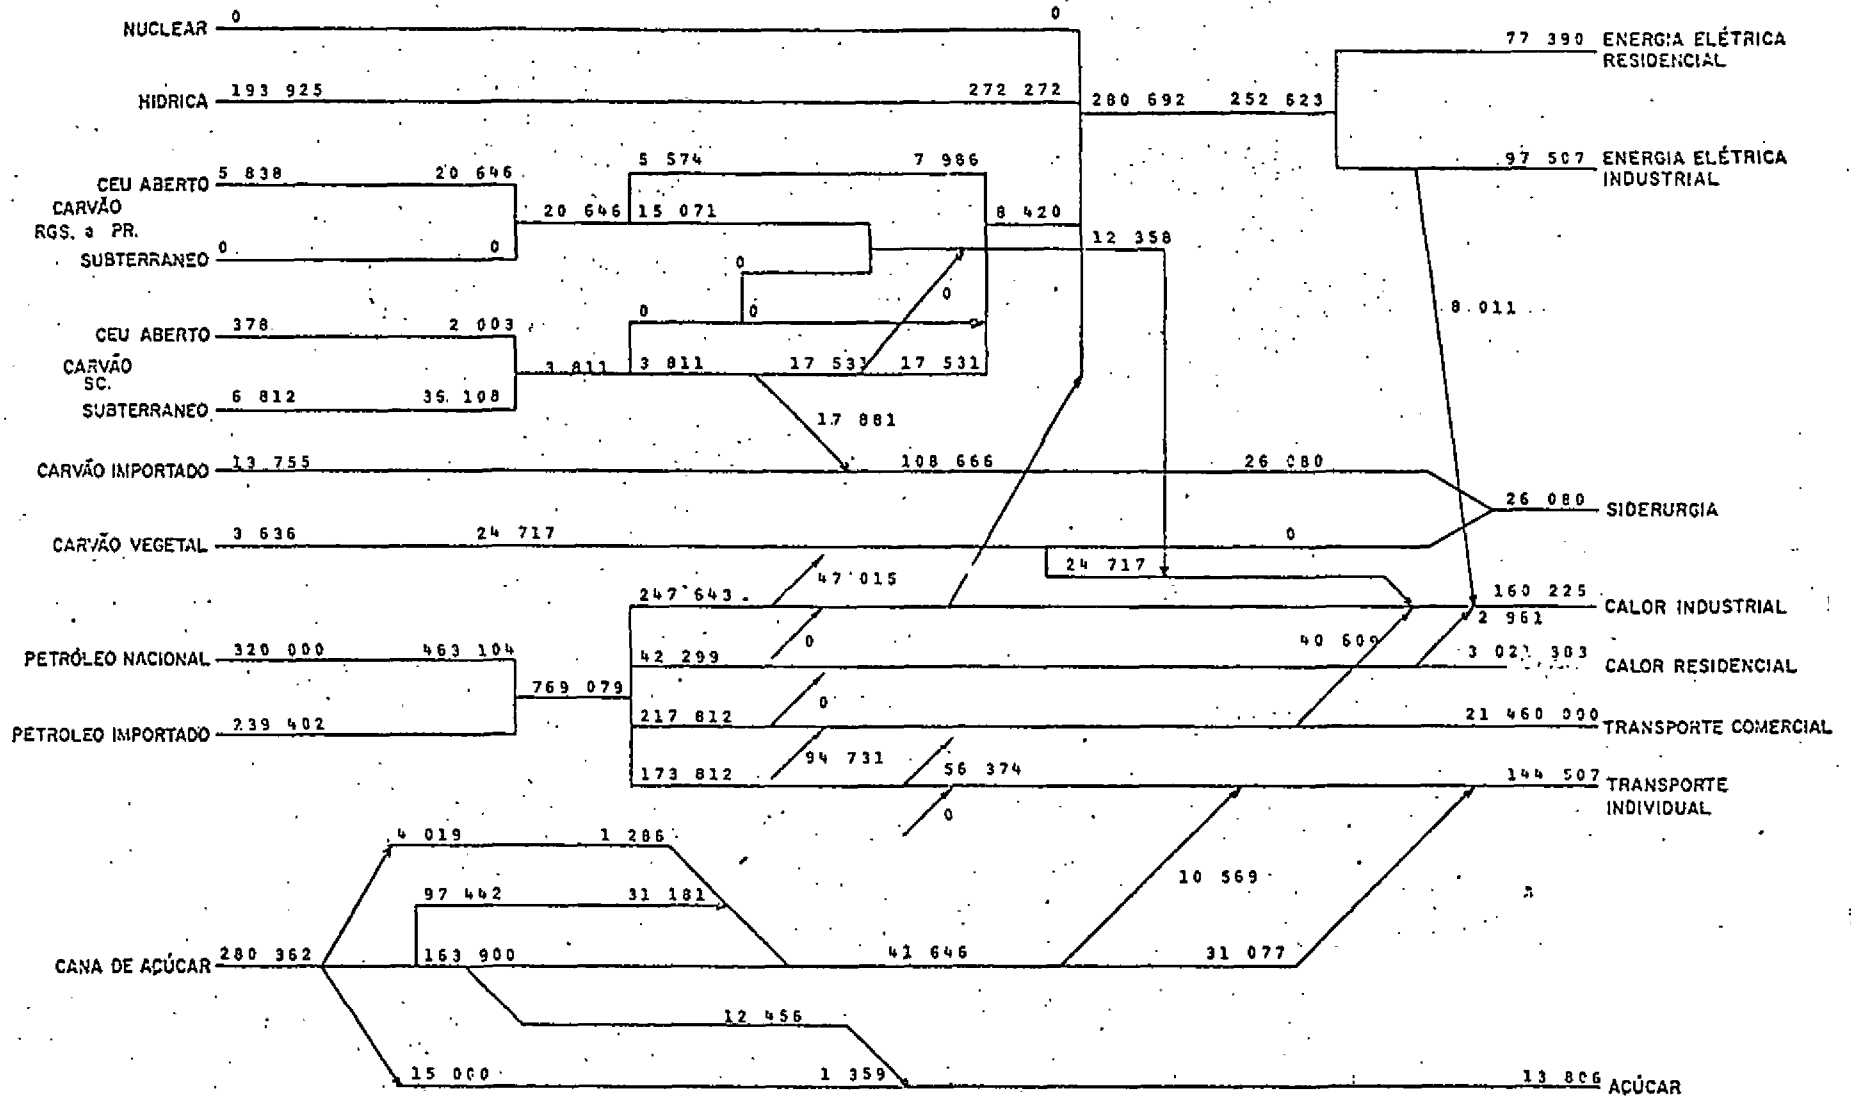 NUCLEAR 0 0
77 390 ENERGIA ELÉTRICA
RESIDENCIAL
HIDRICA 193 925 272 272 280 692 252 623
5 574 7 986
97 507 ENERGIA ELÉTRICA
INDUSTRIAL
CEU ABERTO 5 838 20 646
CARVÃO
RGS. a PR.
20 646 15 071 8 420
12 358
SUBTERRANEO 0 0
0
0
8 011
0 0
CEU ABERTO 378 2 003
CARVÃO
SC.
3 811 3 811 17 531 17 531
SUBTERRANEO 6 812 36 108
17 881
CARVÃO IMPORTADO 13 755 108 666 26 080
26 080 SIDERURGIA
CARVÃO VEGETAL 3 636 24 717 0
24 717
47 015
247 643 160 225 CALOR INDUSTRIAL
2 961
0 40 609
PETRÓLEO NACIONAL 320 000 463 104
42 299 3 021 303 CALOR RESIDENCIAL
769 079
0
217 812 21 460 000 TRANSPORTE COMERCIAL
PETROLEO IMPORTADO 239 402
94 731 56 374
173 812 144 507 TRANSPORTE
INDIVIDUAL
0
4 019 1 286
10 569
97 442 31 181
CANA DE AÇÚCAR 280 362 163 900 41 646 31 077
12 456
15 000 1 359 13 806 AÇÚCAR